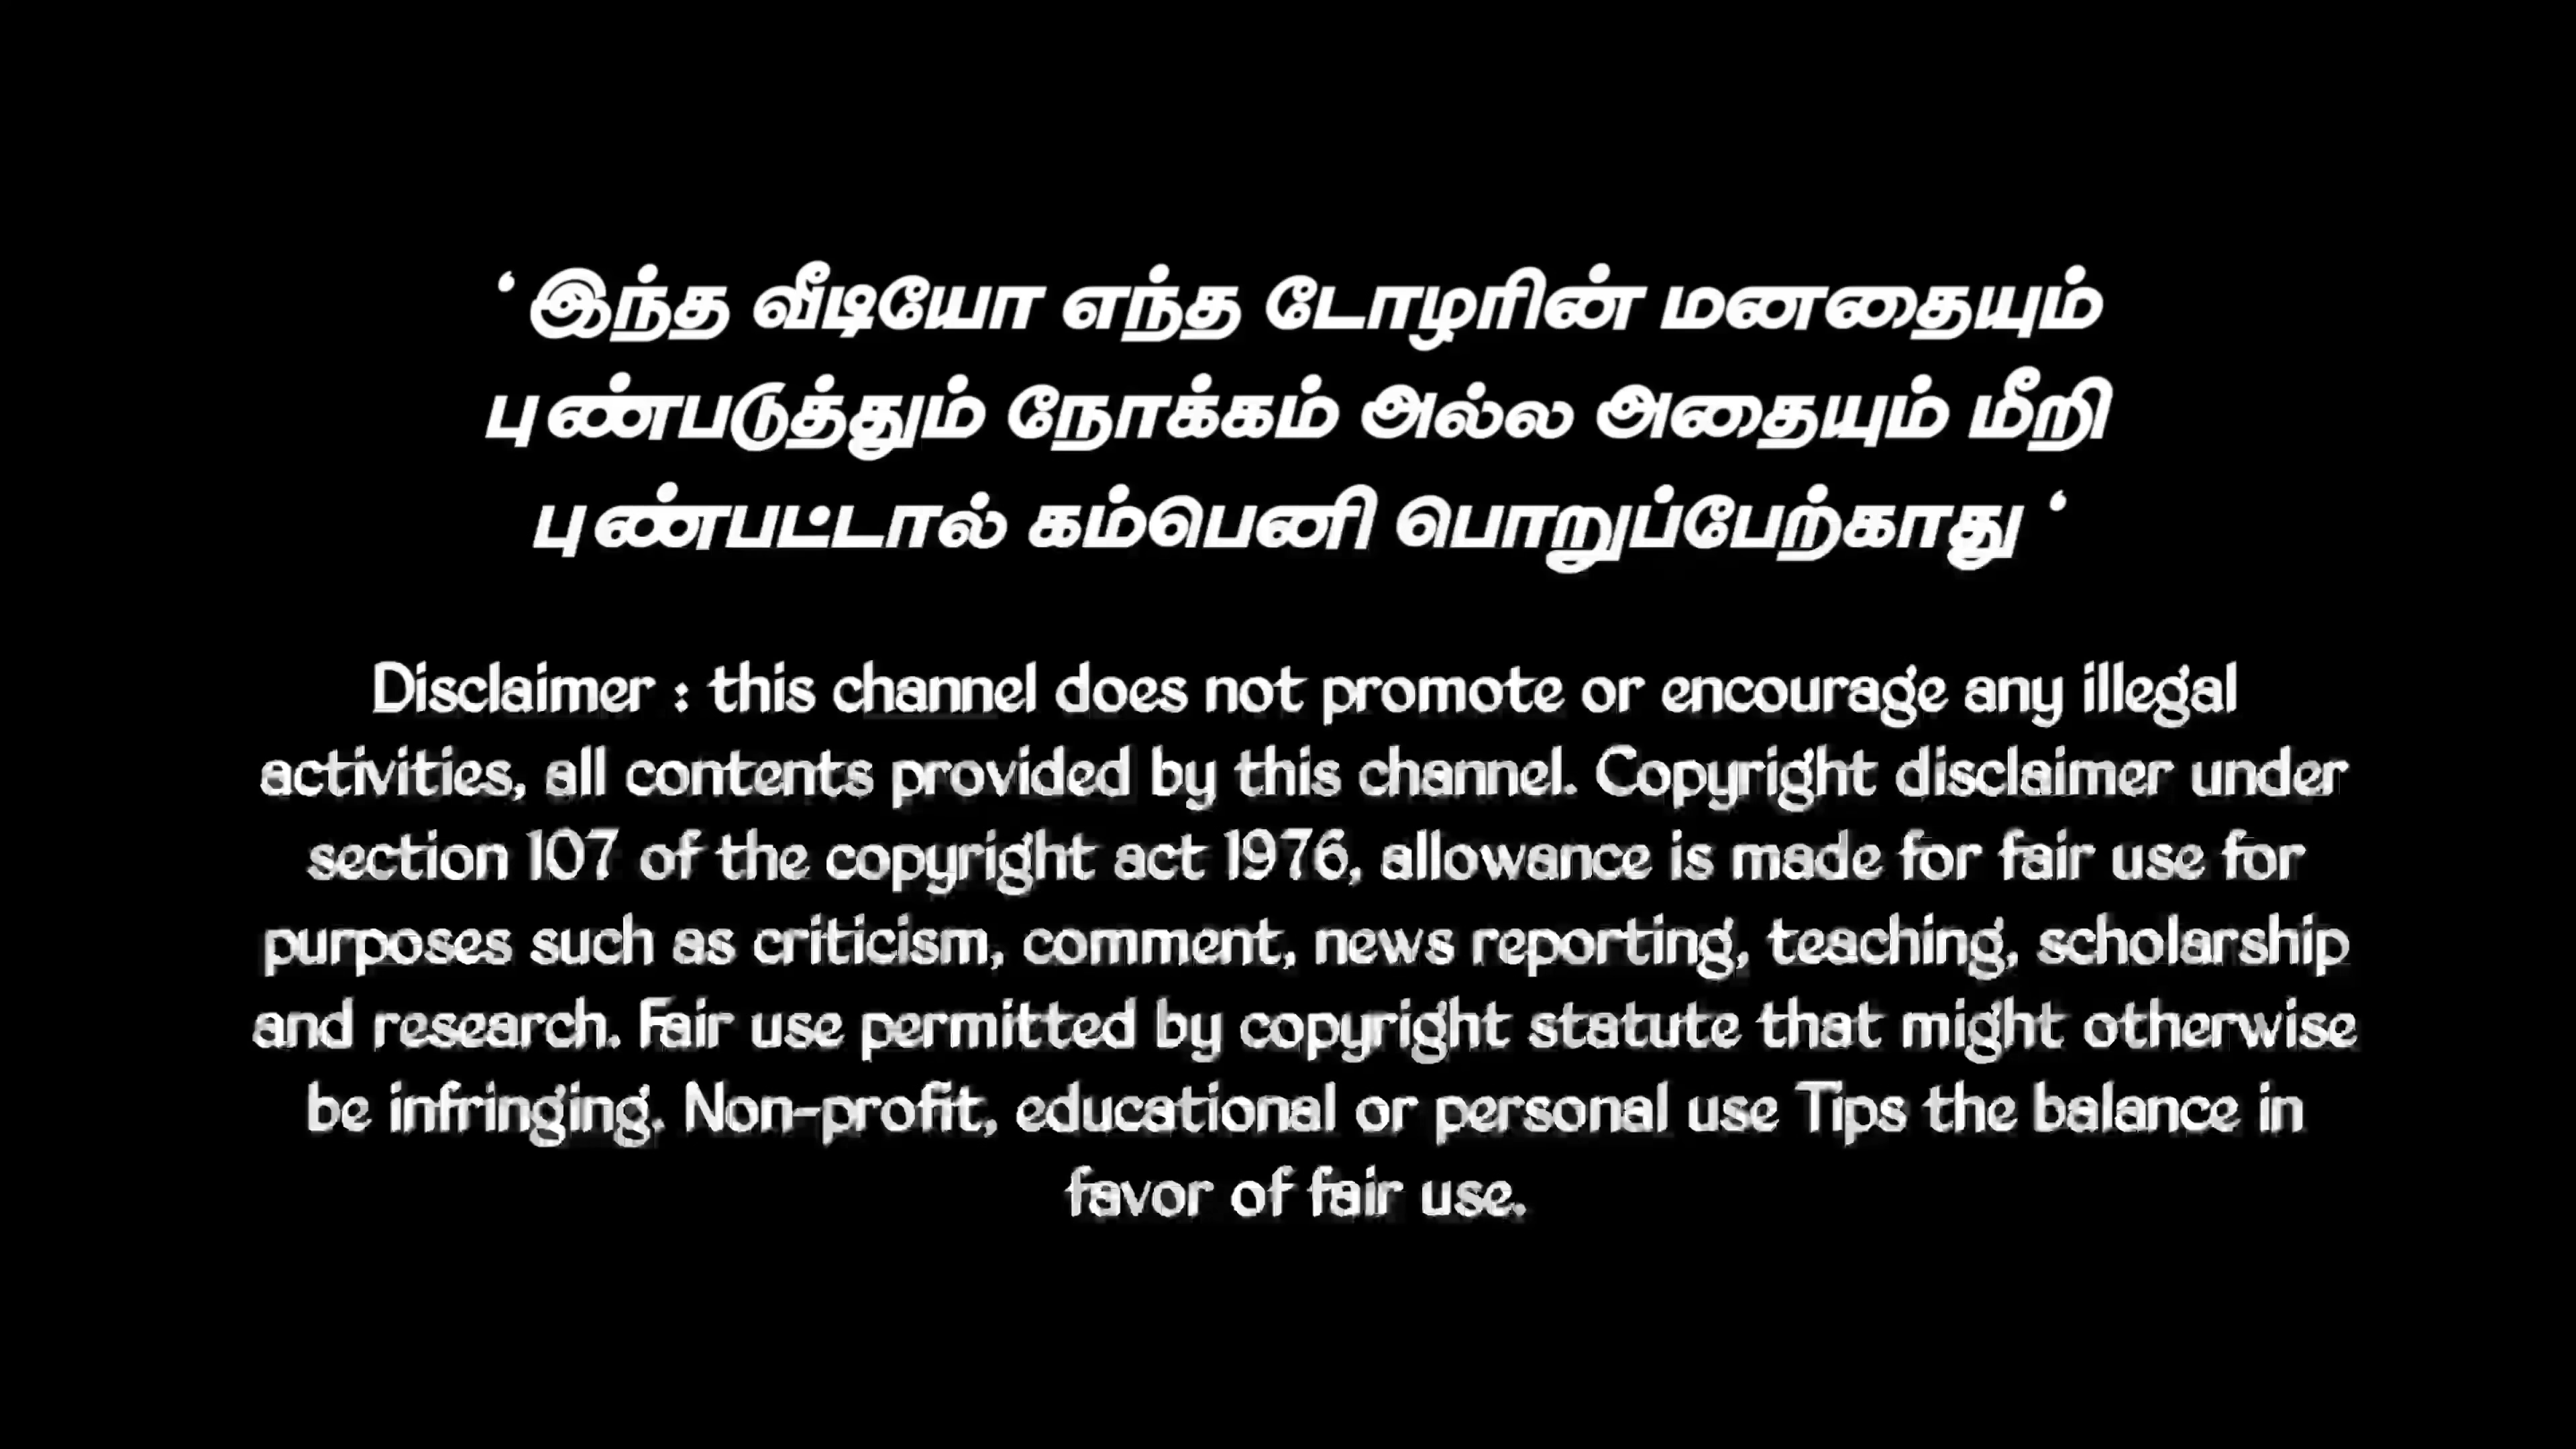 ‘ இந்த வீடியோ எந்த டோழரின் மனதையும்
புண்படுத்தும் நோக்கம் அல்ல அதையும் மீறி
புண்பட்டால் கம்பெனி பொறுப்பேற்காது ‘
Disclaimer : this channel does not promote or encourage any illegal
activities, all contents provided by this channel. Copyright disclaimer under
section 107 of the copyright act 1976, allowance is made for fair use for
purposes such as criticism, comment, news reporting, teaching, scholarship
and research. Fair use permitted by copyright statute that might otherwise
be infringing. Non-profit, educational or personal use Tips the balance in
favor of fair use.